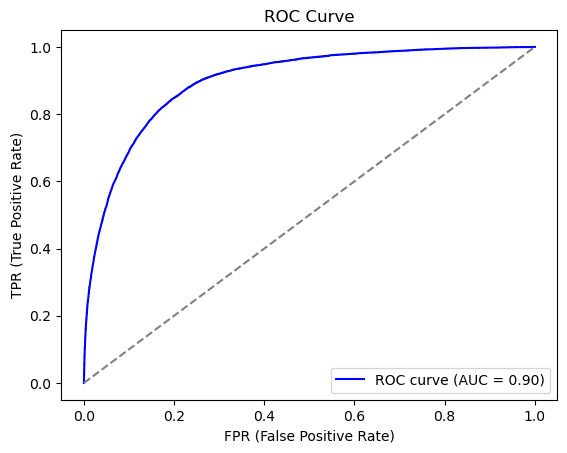 ROC Curve
1.0
0.8
0.6
0.4
0.2
0.0
TPR (True Positive Rate)
ROC curve (AUC = 0.90)
0.0 0.2 0.4 0.6 0.8 1.0
FPR (False Positive Rate)